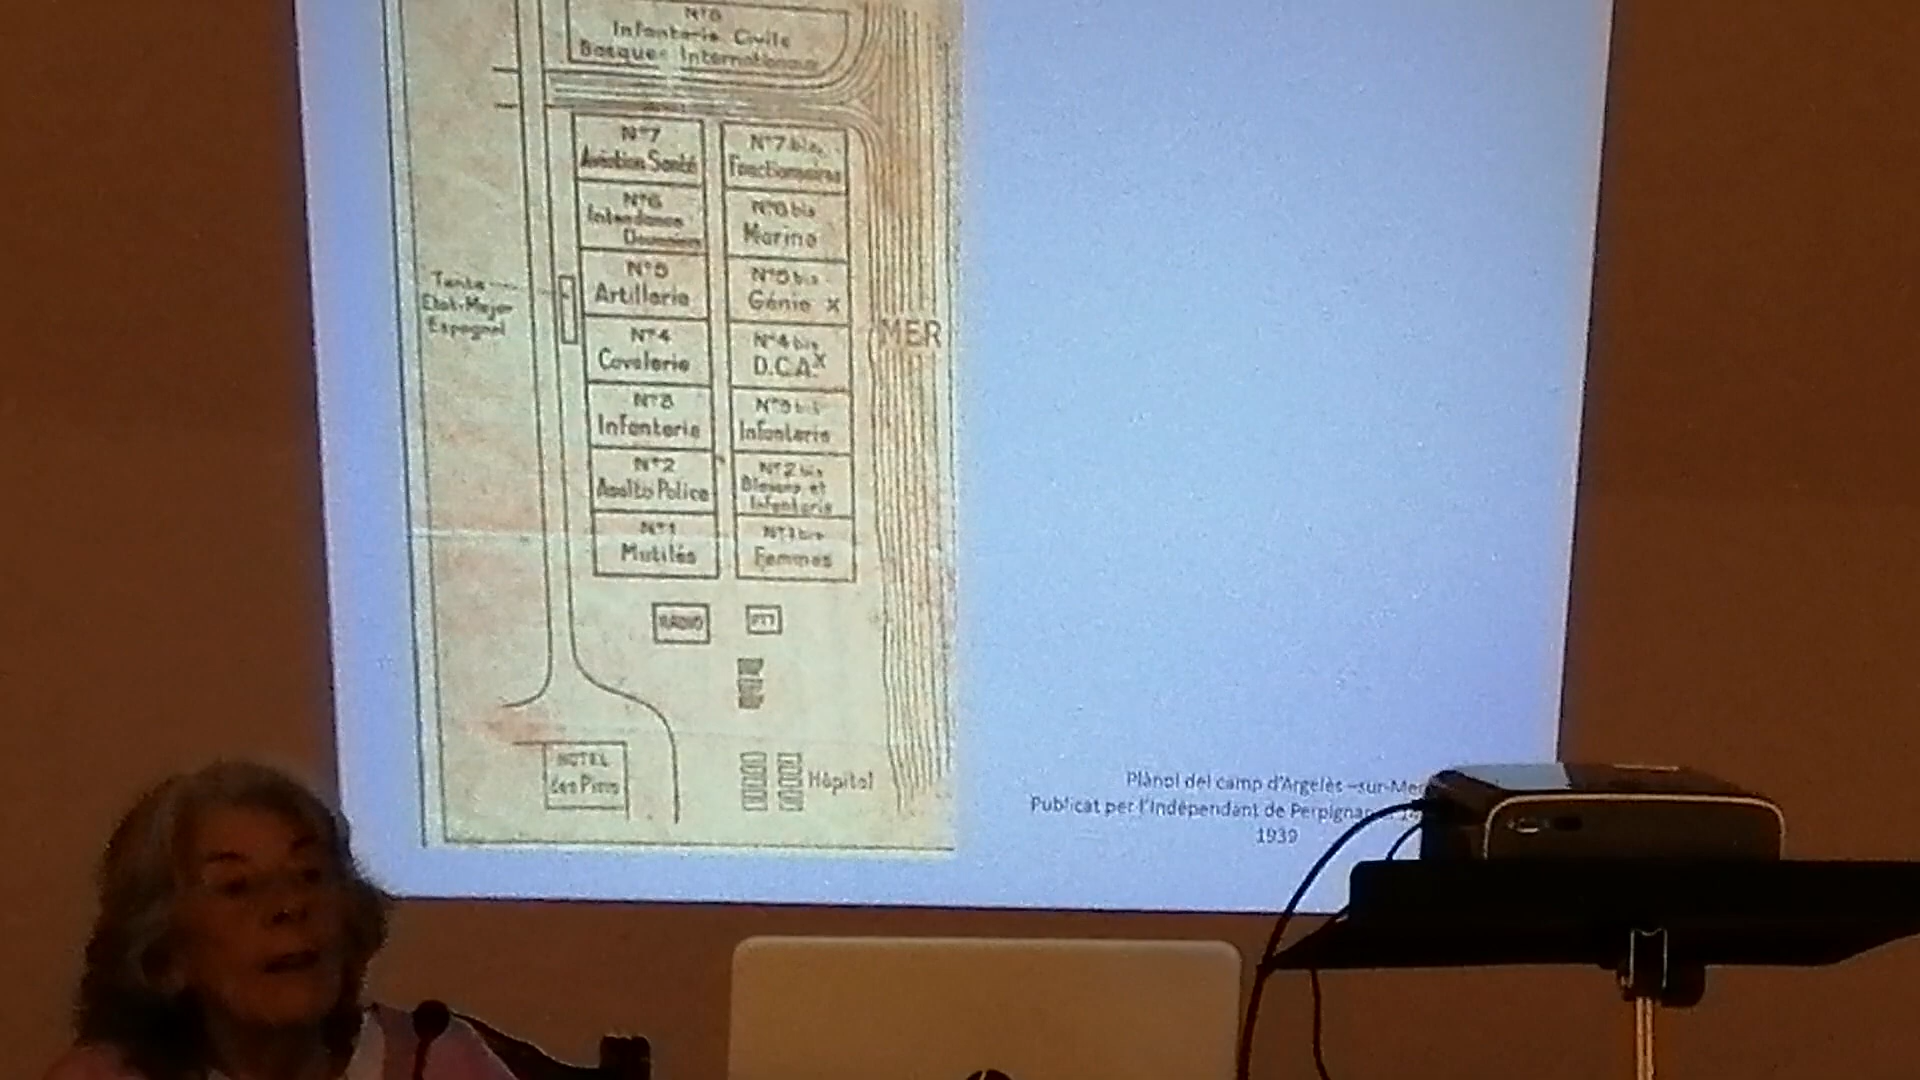 N°8
Infanterie Civile
Basques Internationaux
N°7
Aviation Santé
N°7 bis
Fonctionnaires
N°6
Intendance
N°6 bis
Marine
N°5
Artillerie
N°5 bis
Génie x
Tente
Etat-Major
Espagnol
N°4
Cavalerie
N°4 bis
D.C.A. x
MER
N°3
Infanterie
N°3 bis
Infanterie
N°2
Asalto Police
N°2 bis
et
Infanterie
N°1
Mutilés
N°1 bis
Femmes
RADIO
PTT
HOTEL
des Pins
Hôpital
Plànol del camp d'Argelès –sur-Mer
Publicat per l'Indépendant de Perpignan
1939